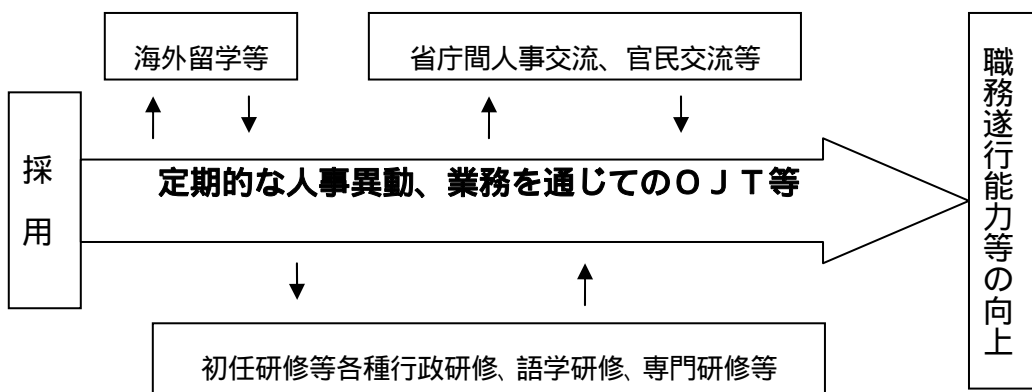 海外留学等
省庁間人事交流、官民交流等
採用
定期的な人事異動、業務を通じてのＯＪＴ等
職務遂行能力等の向上
初任研修等各種行政研修、語学研修、専門研修等